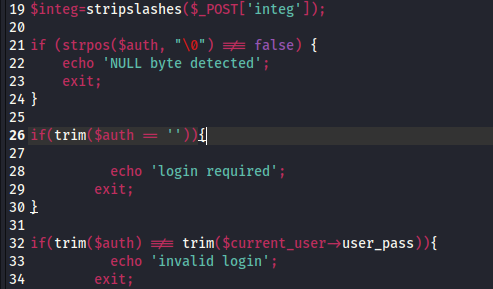 19 $integ=stripslashes($_POST['integ']);
20
21 if (strpos($auth, "\0") !== false) {
22     echo 'NULL byte detected';
23     exit;
24 }
25
26 if(trim($auth == '')){
27
28           echo 'login required';
29         exit;
30 }
31
32 if(trim($auth) !== trim($current_user->user_pass)){
33           echo 'invalid login';
34         exit;